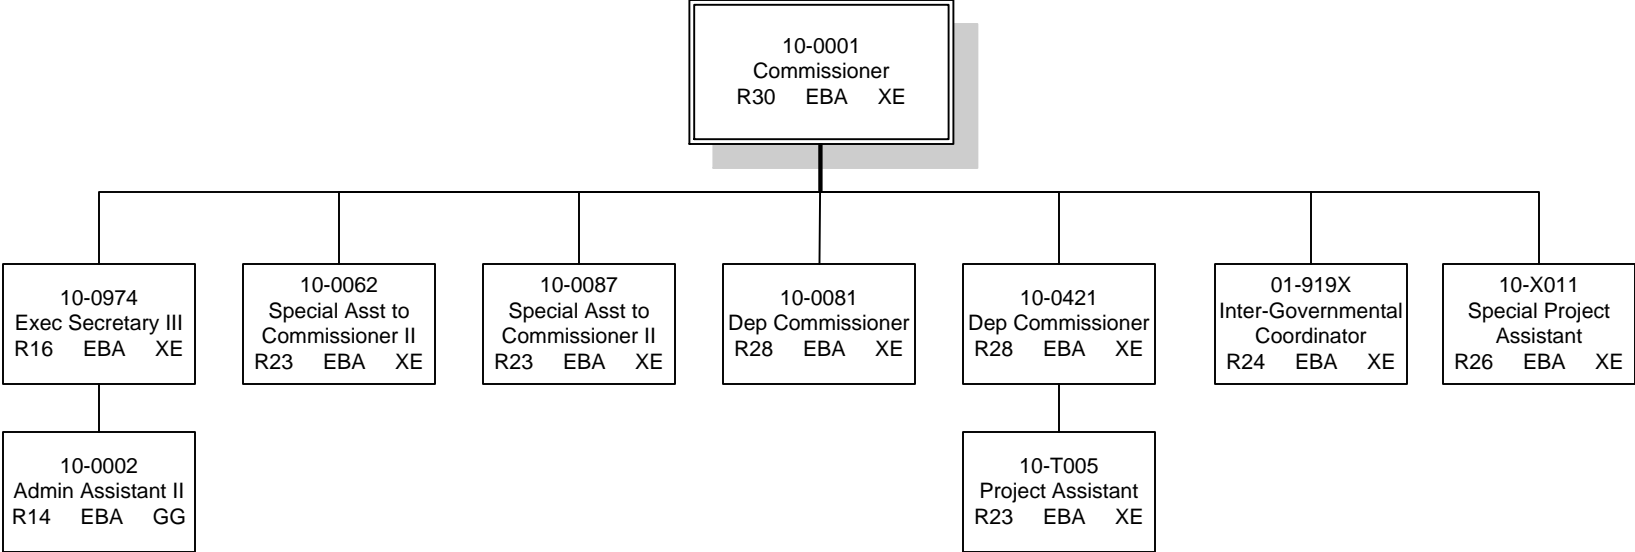 10-0001
Commissioner
R30 EBA XE
10-0974
Exec Secretary III
R16 EBA XE
10-0062
Special Asst to
Commissioner II
R23 EBA XE
10-0087
Special Asst to
Commissioner II
R23 EBA XE
10-0081
Dep Commissioner
R28 EBA XE
10-0421
Dep Commissioner
R28 EBA XE
01-919X
Inter-Governmental
Coordinator
R24 EBA XE
10-X011
Special Project
Assistant
R26 EBA XE
10-0002
Admin Assistant II
R14 EBA GG
10-T005
Project Assistant
R23 EBA XE